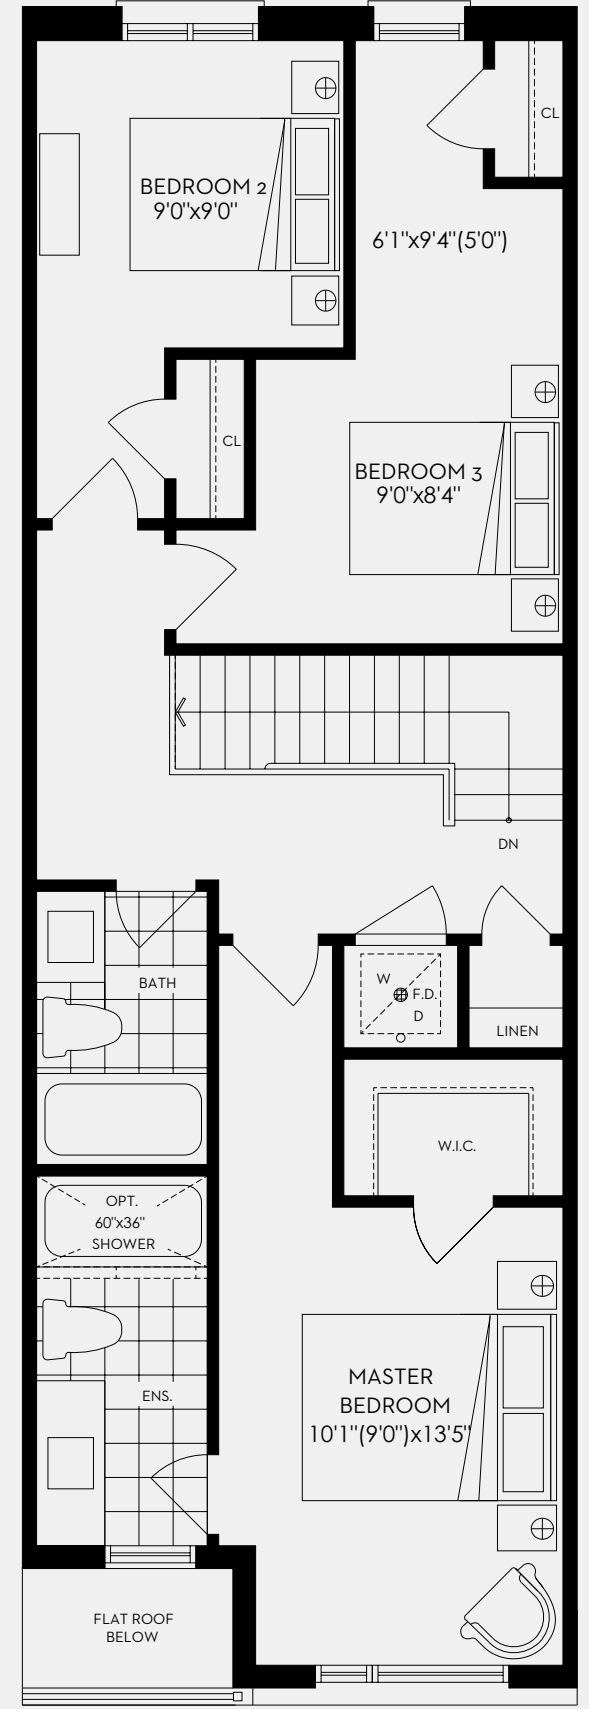 CL
BEDROOM 2
9'0"x9'0"
6'1"x9'4"(5'0")
CL
BEDROOM 3
9'0"x8'4"
DN
BATH
W
F.D.
D
LINEN
W.I.C.
OPT.
60"x36"
SHOWER
ENS.
MASTER
BEDROOM
10'1"(9'0")x13'5"
FLAT ROOF
BELOW